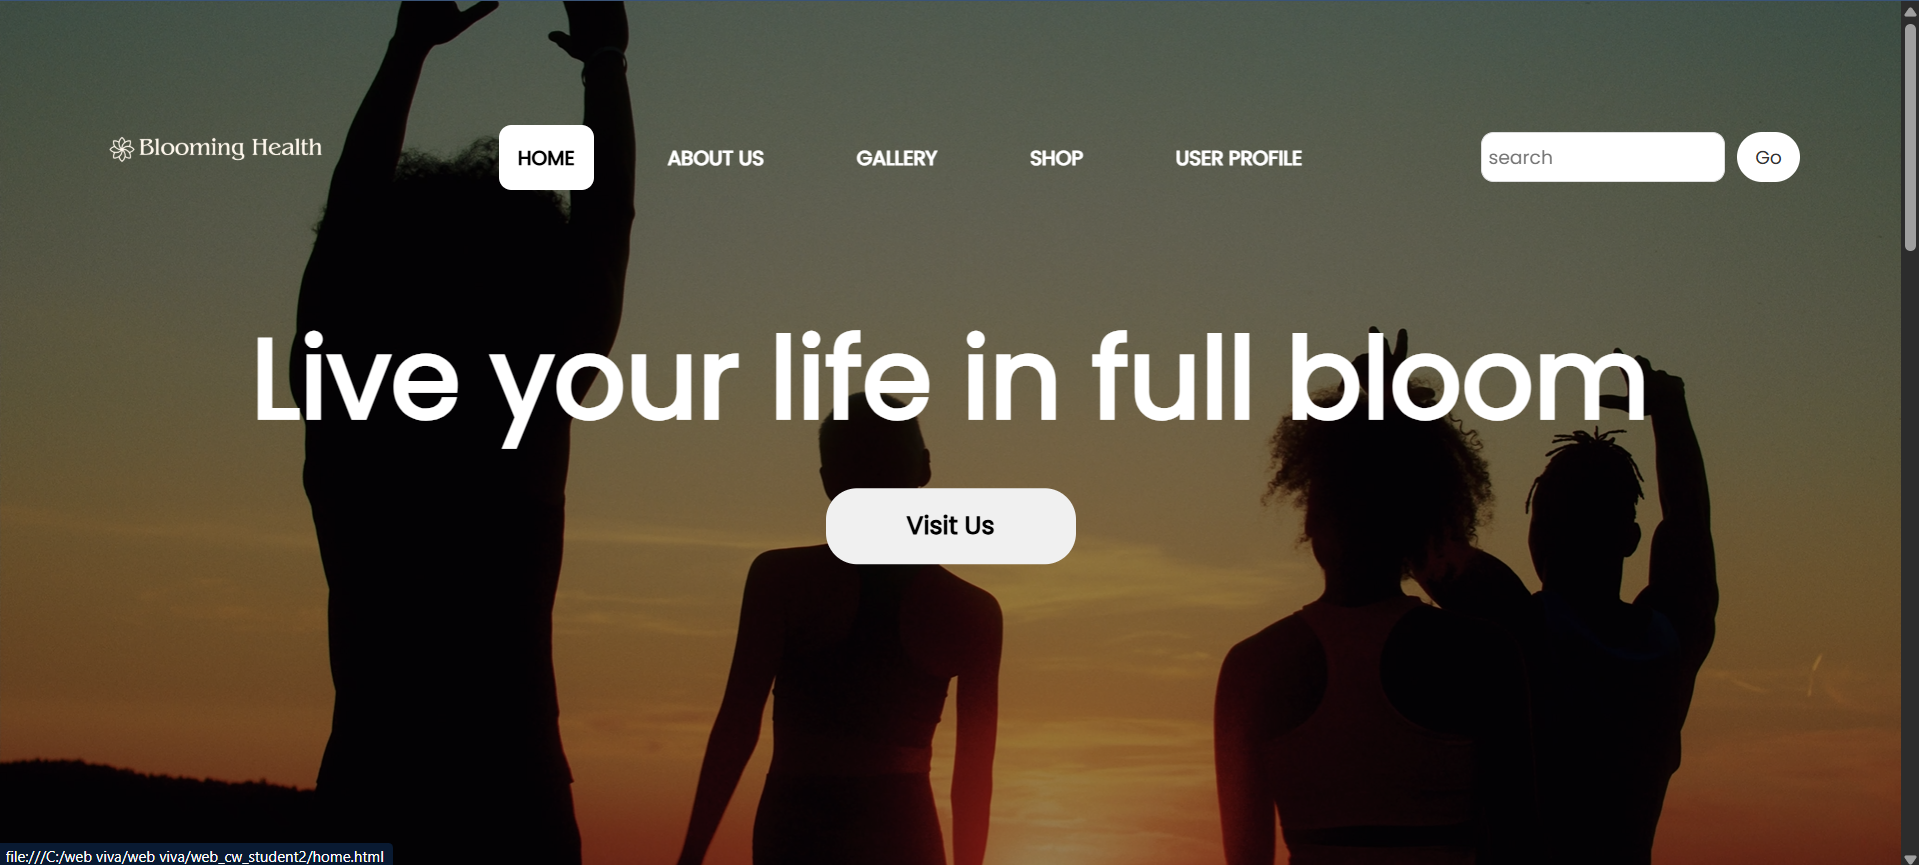 Blooming Health
HOME
ABOUT US
GALLERY
SHOP
USER PROFILE
search
Go
Live your life in full bloom
Visit Us
file:///C:/web viva/web viva/web_cw_student2/home.html